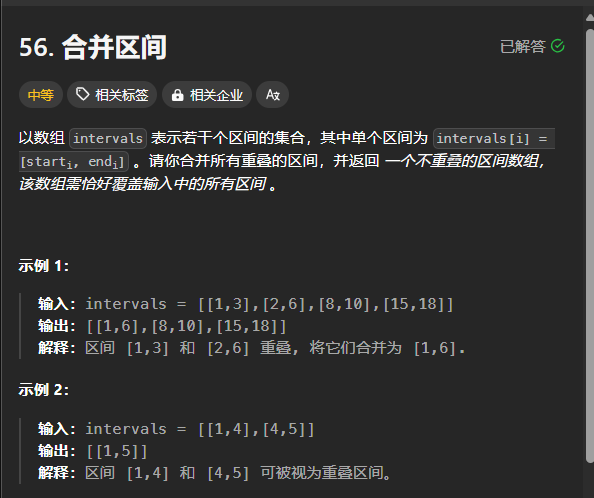 56. 合并区间
已解答
中等
相关标签
相关企业
以数组 intervals 表示若干个区间的集合，其中单个区间为 intervals[i] =
[starti, endi] 。请你合并所有重叠的区间，并返回 一个不重叠的区间数组，
该数组需恰好覆盖输入中的所有区间 。
示例 1：
输入：intervals = [[1,3],[2,6],[8,10],[15,18]]
输出：[[1,6],[8,10],[15,18]]
解释：区间 [1,3] 和 [2,6] 重叠, 将它们合并为 [1,6].
示例 2：
输入：intervals = [[1,4],[4,5]]
输出：[[1,5]]
解释：区间 [1,4] 和 [4,5] 可被视为重叠区间。